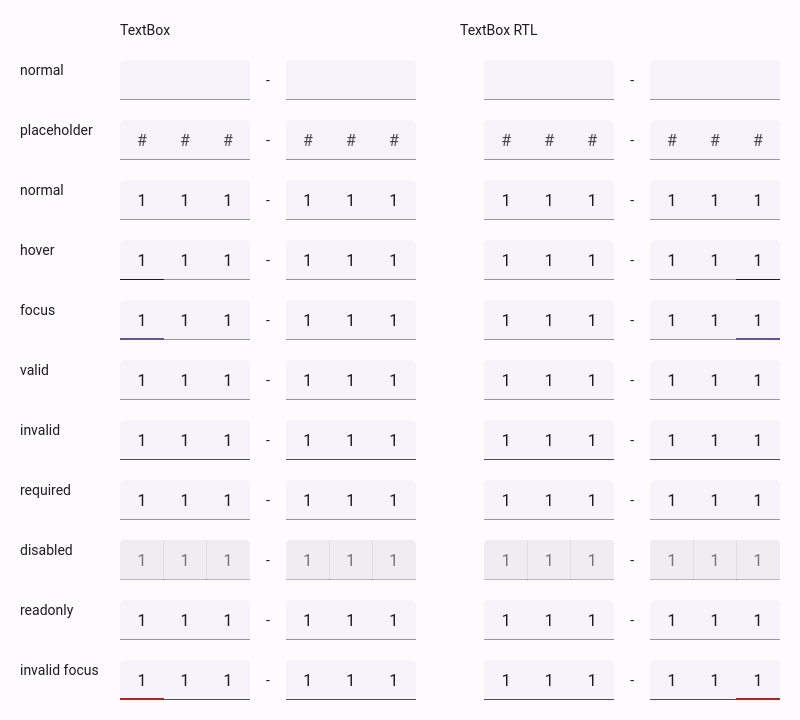 TextBox TextBox RTL
normal - -
placeholder # # # - # # # # # # - # # #
normal 1 1 1 - 1 1 1 1 1 1 - 1 1 1
hover 1 1 1 - 1 1 1 1 1 1 - 1 1 1
focus 1 1 1 - 1 1 1 1 1 1 - 1 1 1
valid 1 1 1 - 1 1 1 1 1 1 - 1 1 1
invalid 1 1 1 - 1 1 1 1 1 1 - 1 1 1
required 1 1 1 - 1 1 1 1 1 1 - 1 1 1
disabled 1 1 1 - 1 1 1 1 1 1 - 1 1 1
readonly 1 1 1 - 1 1 1 1 1 1 - 1 1 1
invalid focus 1 1 1 - 1 1 1 1 1 1 - 1 1 1